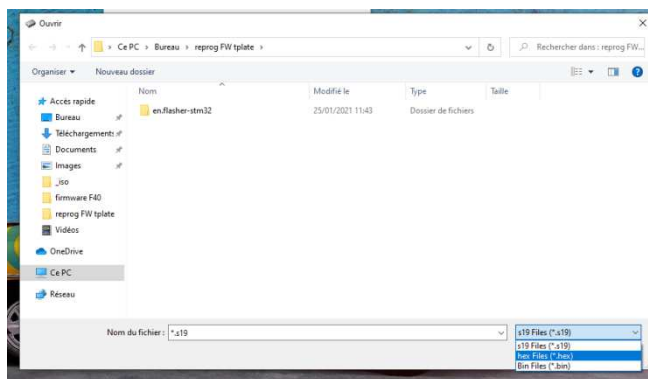 Ouvrir
Ce PC > Bureau > reprog FW tplate >
Rechercher dans : reprog FW...
Organiser
Nouveau dossier
Nom
Modifié le
Type
Taille
en.flasher-stm32
25/01/2021 11:43
Dossier de fichiers
Accès rapide
Bureau
Téléchargements
Documents
Images
_iso
firmware F40
reprog FW tplate
Vidéos
OneDrive
Ce PC
Réseau
Nom du fichier : *.s19
s19 Files (*.s19)
s19 Files (*.s19)
hex Files (*.hex)
Bin Files (*.bin)